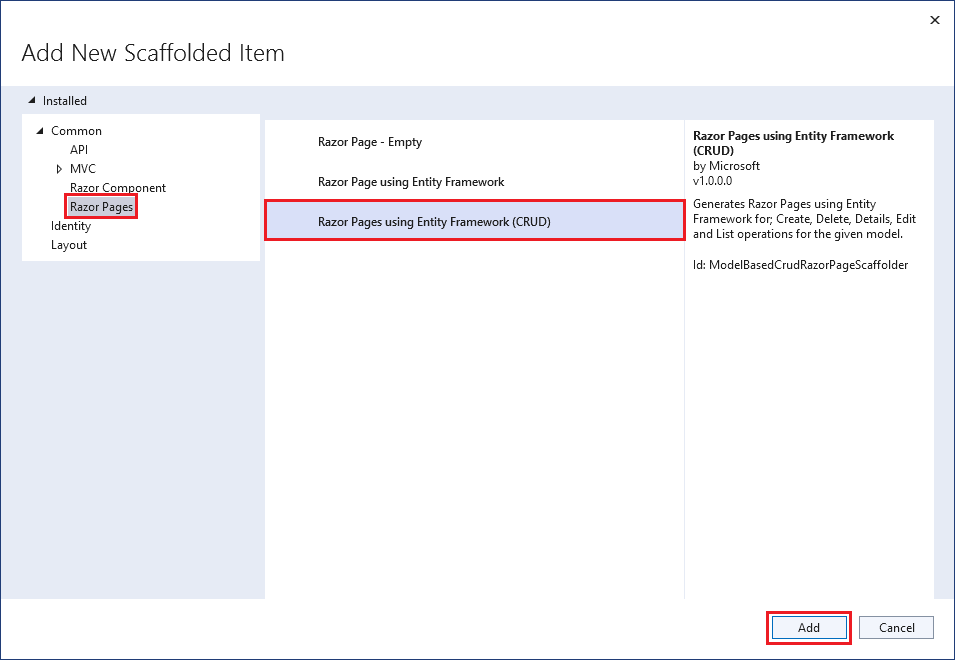 Add New Scaffolded Item
Installed
Common
API
MVC
Razor Component
Razor Pages
Identity
Layout
Razor Page - Empty
Razor Page using Entity Framework
Razor Pages using Entity Framework (CRUD)
Razor Pages using Entity Framework
(CRUD)
by Microsoft
v1.0.0.0
Generates Razor Pages using Entity
Framework for; Create, Delete, Details, Edit
and List operations for the given model.
Id: ModelBasedCrudRazorPageScaffolder
Add
Cancel